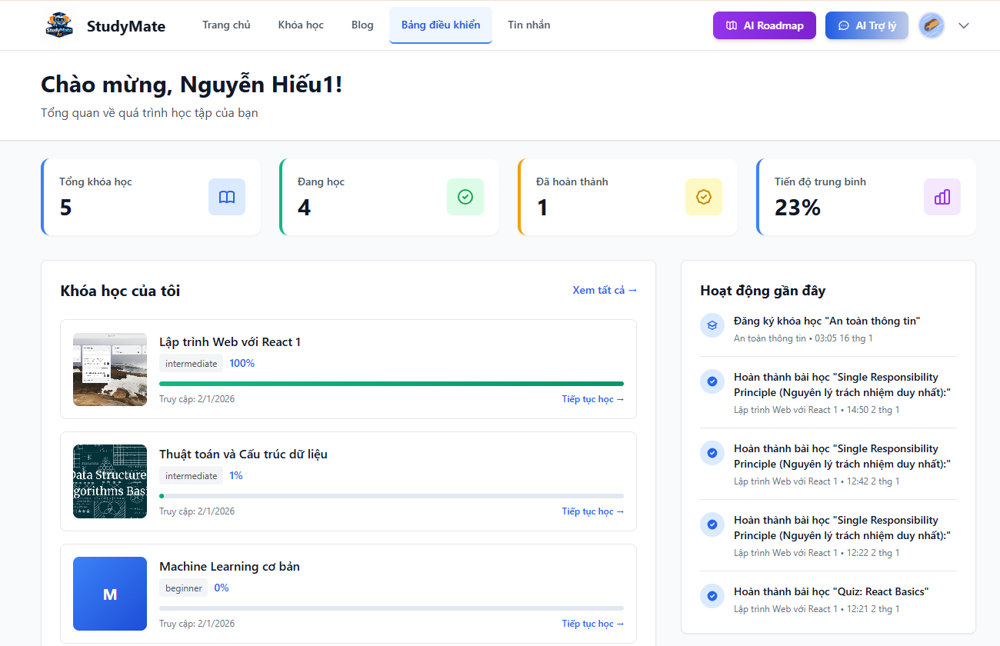 StudyMate AI
StudyMate
Trang chủ
Khóa học
Blog
Bảng điều khiển
Tin nhắn
AI Roadmap
AI Trợ lý
Chào mừng, Nguyễn Hiếu1!
Tổng quan về quá trình học tập của bạn
Tổng khóa học
5
Đang học
4
Đã hoàn thành
1
Tiến độ trung bình
23%
Khóa học của tôi
Xem tất cả →
Lập trình Web với React 1
intermediate 100%
Truy cập: 2/1/2026
Tiếp tục học →
Data Structure
gorithms Basi
Thuật toán và Cấu trúc dữ liệu
intermediate 1%
Truy cập: 2/1/2026
Tiếp tục học →
M
Machine Learning cơ bản
beginner 0%
Truy cập: 2/1/2026
Tiếp tục học →
Hoạt động gần đây
Đăng ký khóa học "An toàn thông tin"
An toàn thông tin • 03:05 16 thg 1
Hoàn thành bài học "Single Responsibility
Principle (Nguyên lý trách nhiệm duy nhất):"
Lập trình Web với React 1 • 14:50 2 thg 1
Hoàn thành bài học "Single Responsibility
Principle (Nguyên lý trách nhiệm duy nhất):"
Lập trình Web với React 1 • 12:42 2 thg 1
Hoàn thành bài học "Single Responsibility
Principle (Nguyên lý trách nhiệm duy nhất):"
Lập trình Web với React 1 • 12:22 2 thg 1
Hoàn thành bài học "Quiz: React Basics"
Lập trình Web với React 1 • 12:21 2 thg 1